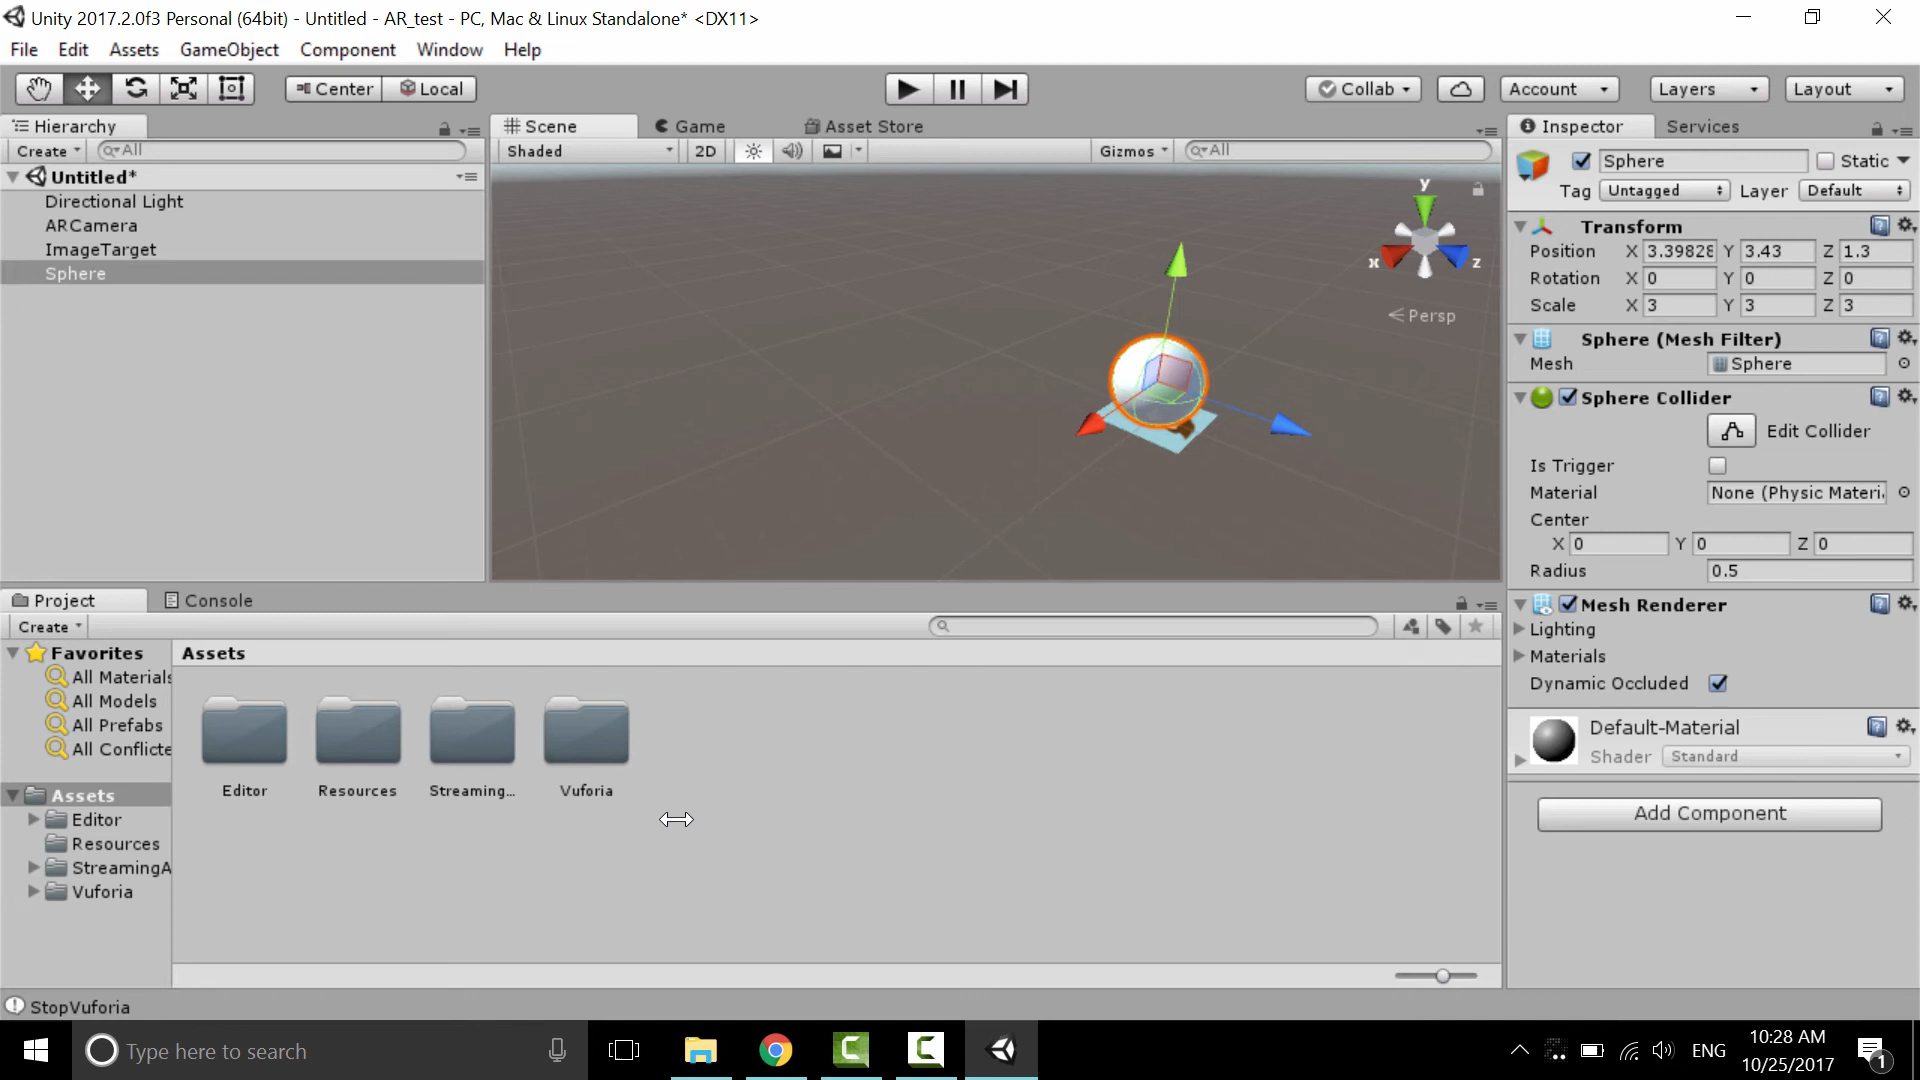 Unity 2017.2.0f3 Personal (64bit) - Untitled - AR_test - PC, Mac & Linux Standalone* <DX11>
File Edit Assets GameObject Component Window Help
Center Local Collab Account Layers Layout
Hierarchy
Create All
Untitled*
Directional Light
ARCamera
ImageTarget
Sphere
Scene Game Asset Store
Shaded 2D Gizmos All
y
x z
Persp
Inspector Services
Sphere Static
Tag Untagged Layer Default
Transform
Position X 3.39828 Y 3.43 Z 1.3
Rotation X 0 Y 0 Z 0
Scale X 3 Y 3 Z 3
Sphere (Mesh Filter)
Mesh Sphere
Sphere Collider
Edit Collider
Is Trigger
Material None (Physic Materi
Center
X 0 Y 0 Z 0
Radius 0.5
Mesh Renderer
Lighting
Materials
Dynamic Occluded
Default-Material
Shader Standard
Add Component
Project Console
Create
Favorites
All Materials
All Models
All Prefabs
All Conflicte
Assets
Editor
Resources
StreamingA
Vuforia
Assets
Editor Resources Streaming... Vuforia
StopVuforia
Type here to search
ENG
10:28 AM
10/25/2017
1